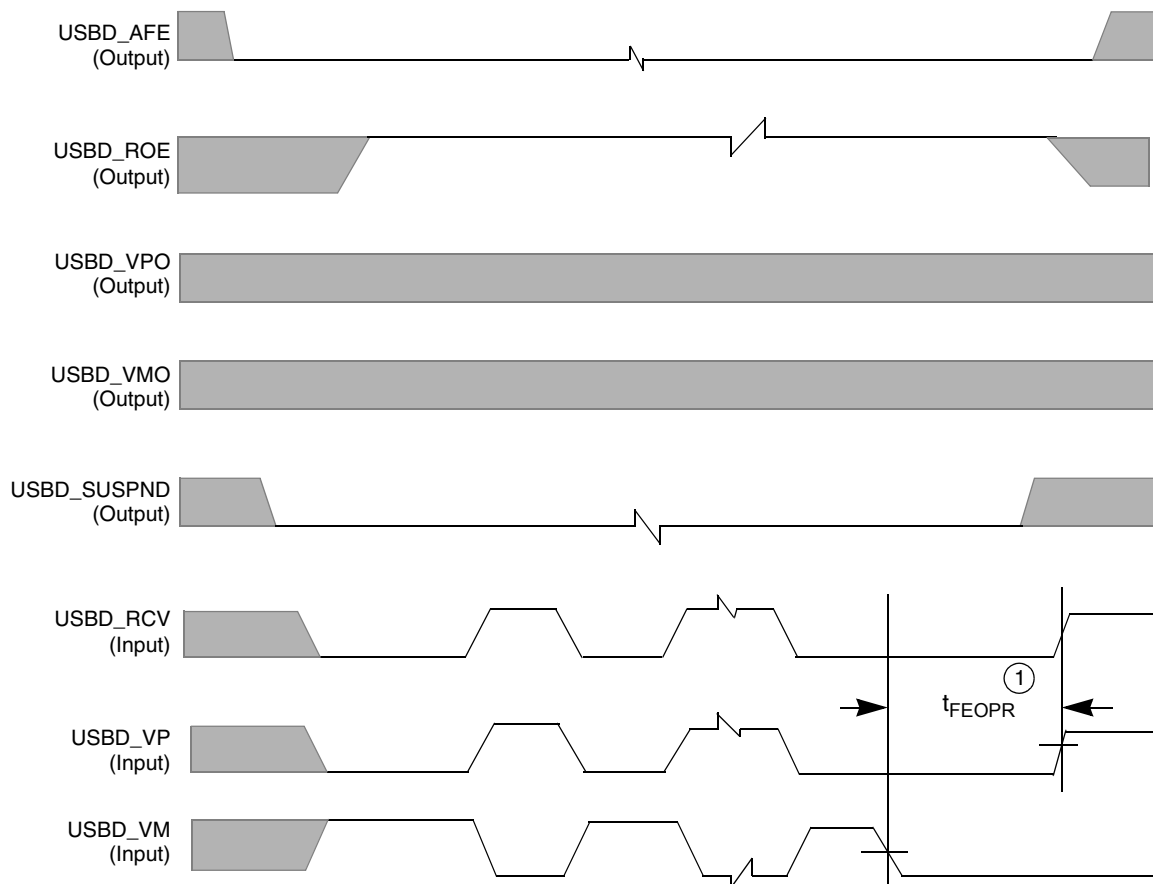 USBD_AFE
(Output)
USBD_ROE
(Output)
USBD_VPO
(Output)
USBD_VMO
(Output)
USBD_SUSPND
(Output)
USBD_RCV
(Input)
1
tFEOPR
USBD_VP
(Input)
USBD_VM
(Input)